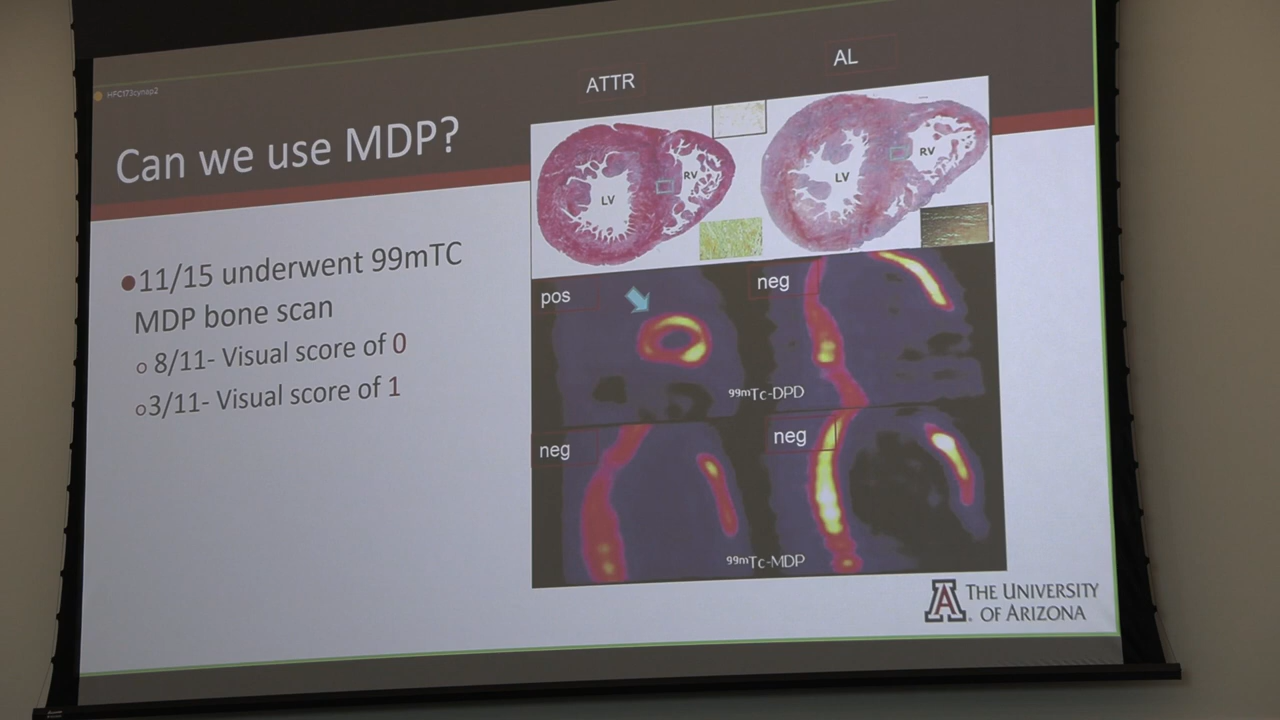 HFC173cynap2
Can we use MDP?
11/15 underwent 99mTC
MDP bone scan
8/11- Visual score of 0
3/11- Visual score of 1
ATTR
AL
LV
RV
LV
RV
pos
neg
99mTc-DPD
neg
neg
99mTc-MDP
THE UNIVERSITY
OF ARIZONA